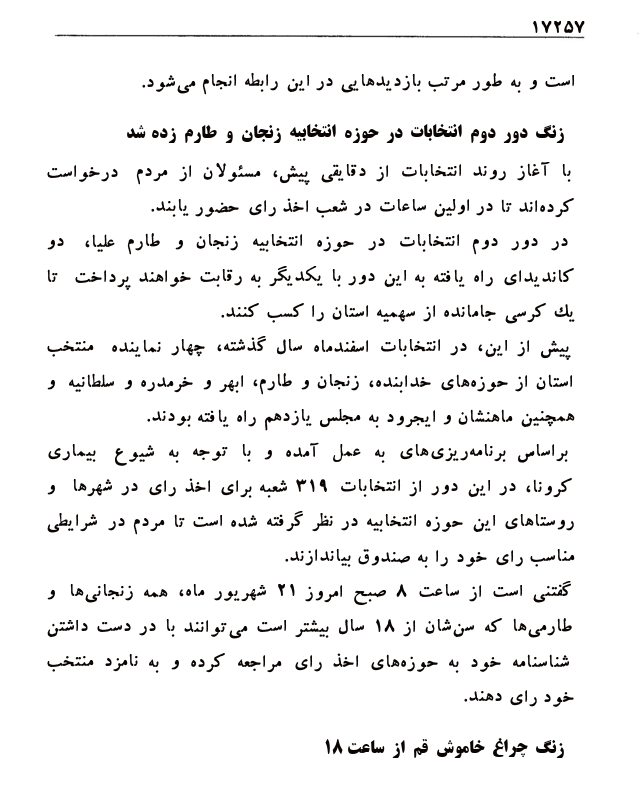 ۱۷۲۵۷
است و به طور مرتب بازدیدهایی در این رابطه انجام می‌شود.
زنگ دور دوم انتخابات در حوزه انتخابیه زنجان و طارم زده شد
با آغاز روند انتخابات از دقایقی پیش، مسئولان از مردم درخواست
کرده‌اند تا در اولین ساعات در شعب اخذ رای حضور یابند.
در دور دوم انتخابات در حوزه انتخابیه زنجان و طارم علیا، دو
کاندیدای راه یافته به این دور با یکدیگر به رقابت خواهند پرداخت تا
یك کرسی جامانده از سهمیه استان را کسب کنند.
پیش از این، در انتخابات اسفندماه سال گذشته، چهار نماینده منتخب
استان از حوزه‌های خدابنده، زنجان و طارم، ابهر و خرمدره و سلطانیه و
همچنین ماهنشان و ایجرود به مجلس یازدهم راه یافته بودند.
براساس برنامه‌ریزی‌های به عمل آمده و با توجه به شیوع بیماری
کرونا، در این دور از انتخابات ۳۱۹ شعبه برای اخذ رای در شهرها و
روستاهای این حوزه انتخابیه در نظر گرفته شده است تا مردم در شرایطی
مناسب رای خود را به صندوق بیاندازند.
گفتنی است از ساعت ۸ صبح امروز ۲۱ شهریور ماه، همه زنجانی‌ها و
طارمی‌ها که سن‌شان از ۱۸ سال بیشتر است می‌توانند با در دست داشتن
شناسنامه خود به حوزه‌های اخذ رای مراجعه کرده و به نامزد منتخب
خود رای دهند.
زنگ چراغ خاموش قم از ساعت ۱۸